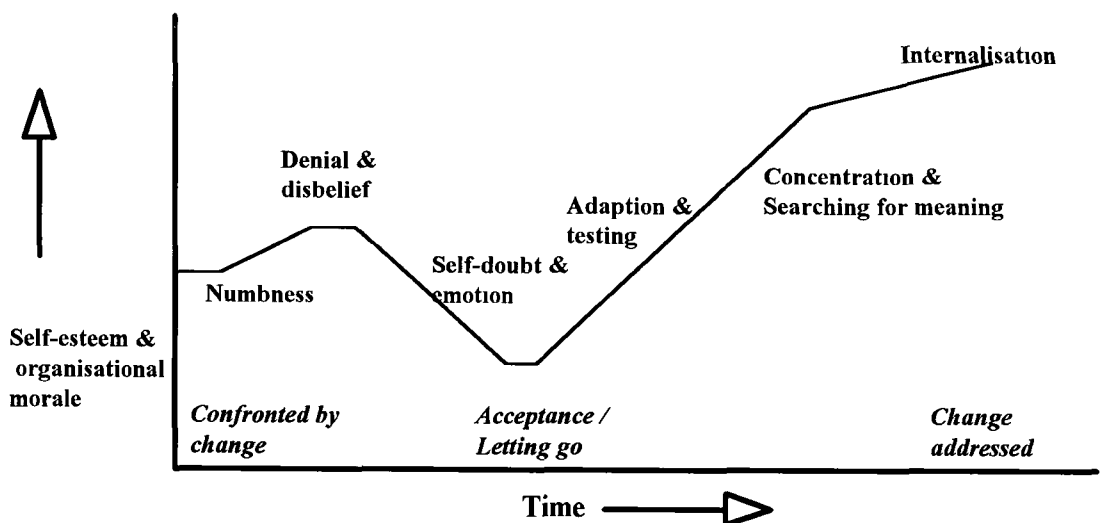 Internalisation
Denial &
disbelief
Concentration &
Searching for meaning
Adaption &
testing
Self-doubt &
emotion
Numbness
Self-esteem &
organisational
morale
Confronted by
change
Acceptance /
Letting go
Change
addressed
Time